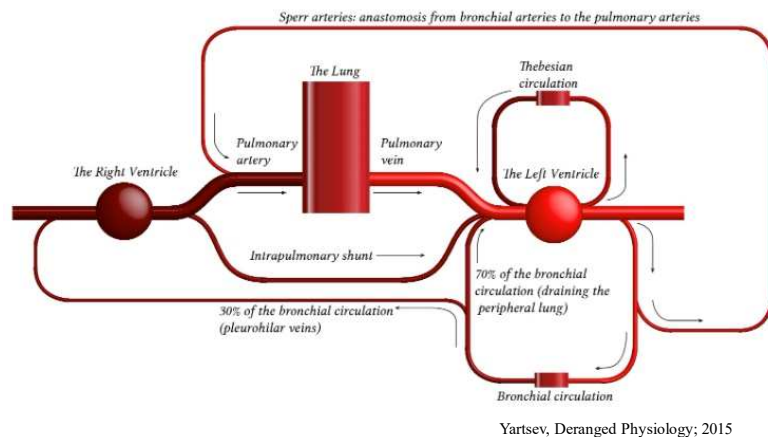 Sperr arteries: anastomosis from bronchial arteries to the pulmonary arteries
The Lung
Thebesian
circulation
Pulmonary
artery
Pulmonary
vein
The Right Ventricle
The Left Ventricle
Intrapulmonary shunt
70% of the bronchial
circulation (draining the
peripheral lung)
30% of the bronchial circulation
(pleurohilar veins)
Bronchial circulation
Yartsev, Deranged Physiology; 2015